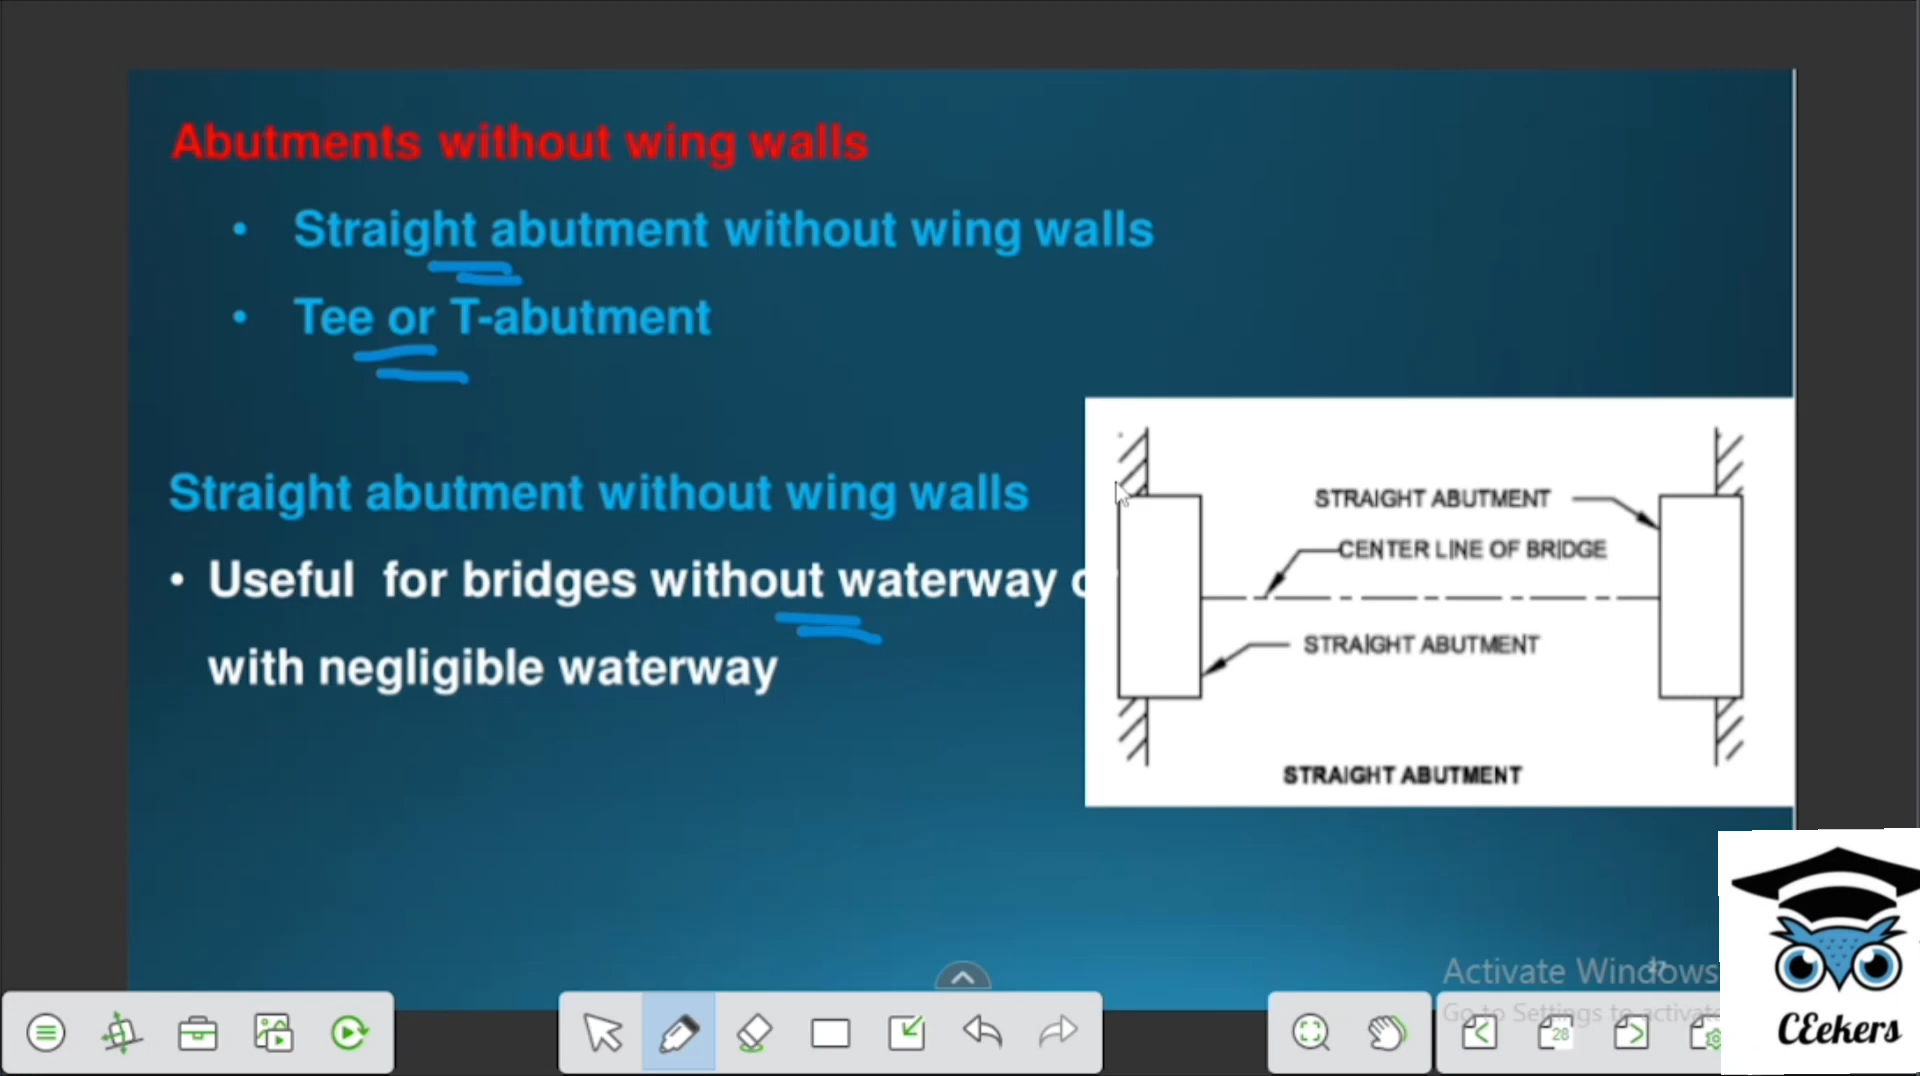 Abutments without wing walls
• Straight abutment without wing walls
• Tee or T-abutment
Straight abutment without wing walls
• Useful for bridges without waterway
with negligible waterway
STRAIGHT ABUTMENT
CENTER LINE OF BRIDGE
STRAIGHT ABUTMENT
STRAIGHT ABUTMENT
Activate Windows
Go to Settings to activate
28
CEekers